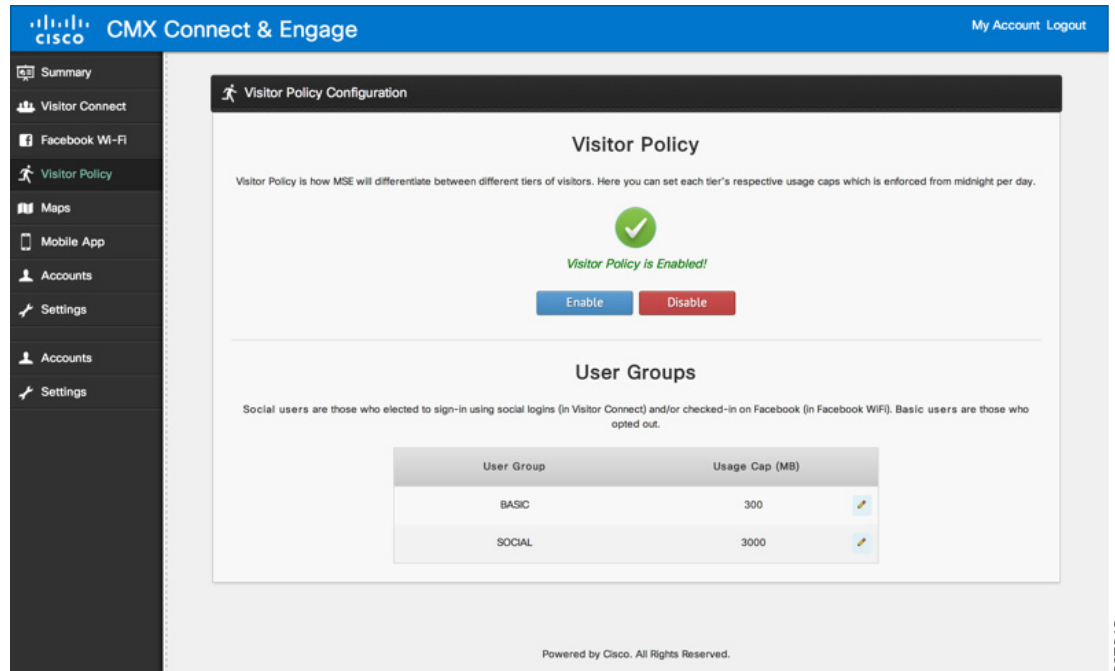 CISCO CMX Connect & Engage
My Account Logout
Summary
Visitor Connect
Facebook Wi-Fi
Visitor Policy
Maps
Mobile App
Accounts
Settings
Accounts
Settings
Visitor Policy Configuration
Visitor Policy
Visitor Policy is how MSE will differentiate between different tiers of visitors. Here you can set each tier's respective usage caps which is enforced from midnight per day.
Visitor Policy is Enabled!
Enable Disable
User Groups
Social users are those who elected to sign-in using social logins (in Visitor Connect) and/or checked-in on Facebook (in Facebook WiFi). Basic users are those who
opted out.
User Group Usage Cap (MB)
BASIC 300
SOCIAL 3000
Powered by Cisco. All Rights Reserved.